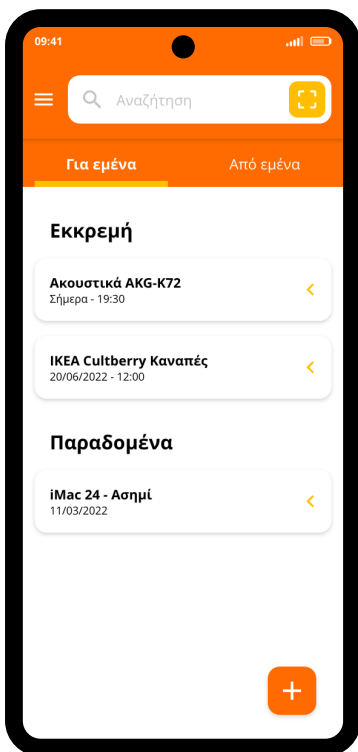 09:41
Αναζήτηση
Για εμένα
Από εμένα
Εκκρεμή
Ακουστικά AKG-K72
Σήμερα - 19:30
IKEA Cultberry Καναπές
20/06/2022 - 12:00
Παραδομένα
iMac 24 - Ασημί
11/03/2022